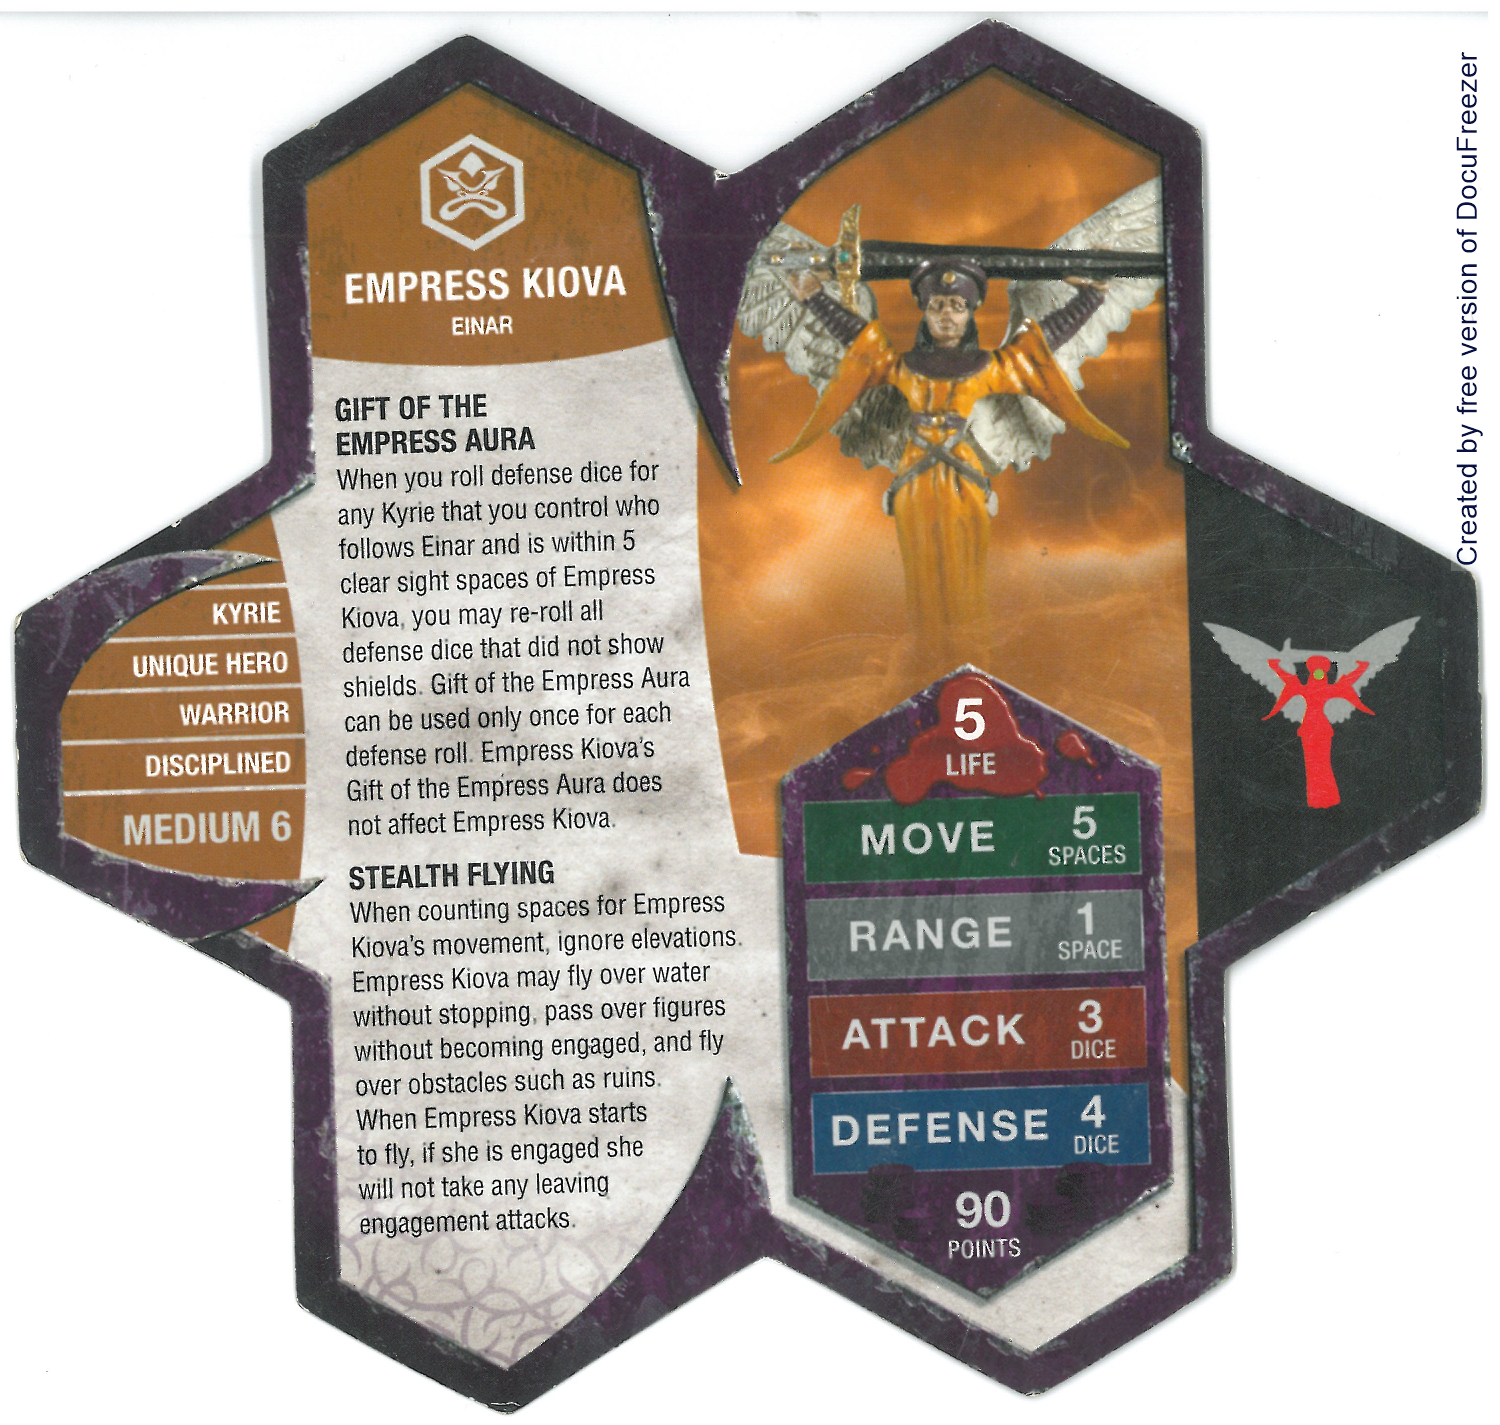 EMPRESS KIOVA
EINAR
GIFT OF THE
EMPRESS AURA
When you roll defense dice for
any Kyrie that you control who
follows Einar and is within 5
clear sight spaces of Empress
Kiova, you may re-roll all
defense dice that did not show
shields. Gift of the Empress Aura
can be used only once for each
defense roll. Empress Kiova's
Gift of the Empress Aura does
not affect Empress Kiova.
STEALTH FLYING
When counting spaces for Empress
Kiova's movement, ignore elevations.
Empress Kiova may fly over water
without stopping, pass over figures
without becoming engaged, and fly
over obstacles such as ruins.
When Empress Kiova starts
to fly, if she is engaged she
will not take any leaving
engagement attacks.
KYRIE
UNIQUE HERO
WARRIOR
DISCIPLINED
MEDIUM 6
5
LIFE
MOVE 5
SPACES
RANGE 1
SPACE
ATTACK 3
DICE
DEFENSE 4
DICE
90
POINTS
Created by free version of DocuFreezer